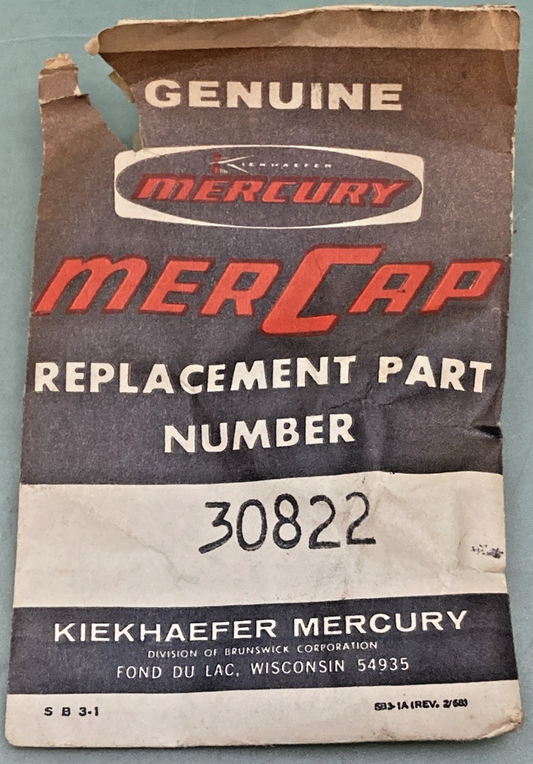 GENUINE
KIEKHAEFER
MERCURY
MERCAP
REPLACEMENT PART
NUMBER
30822
KIEKHAEFER MERCURY
DIVISION OF BRUNSWICK CORPORATION
FOND DU LAC, WISCONSIN 54935
S B 3-1
SB3-1A (REV. 2/68)